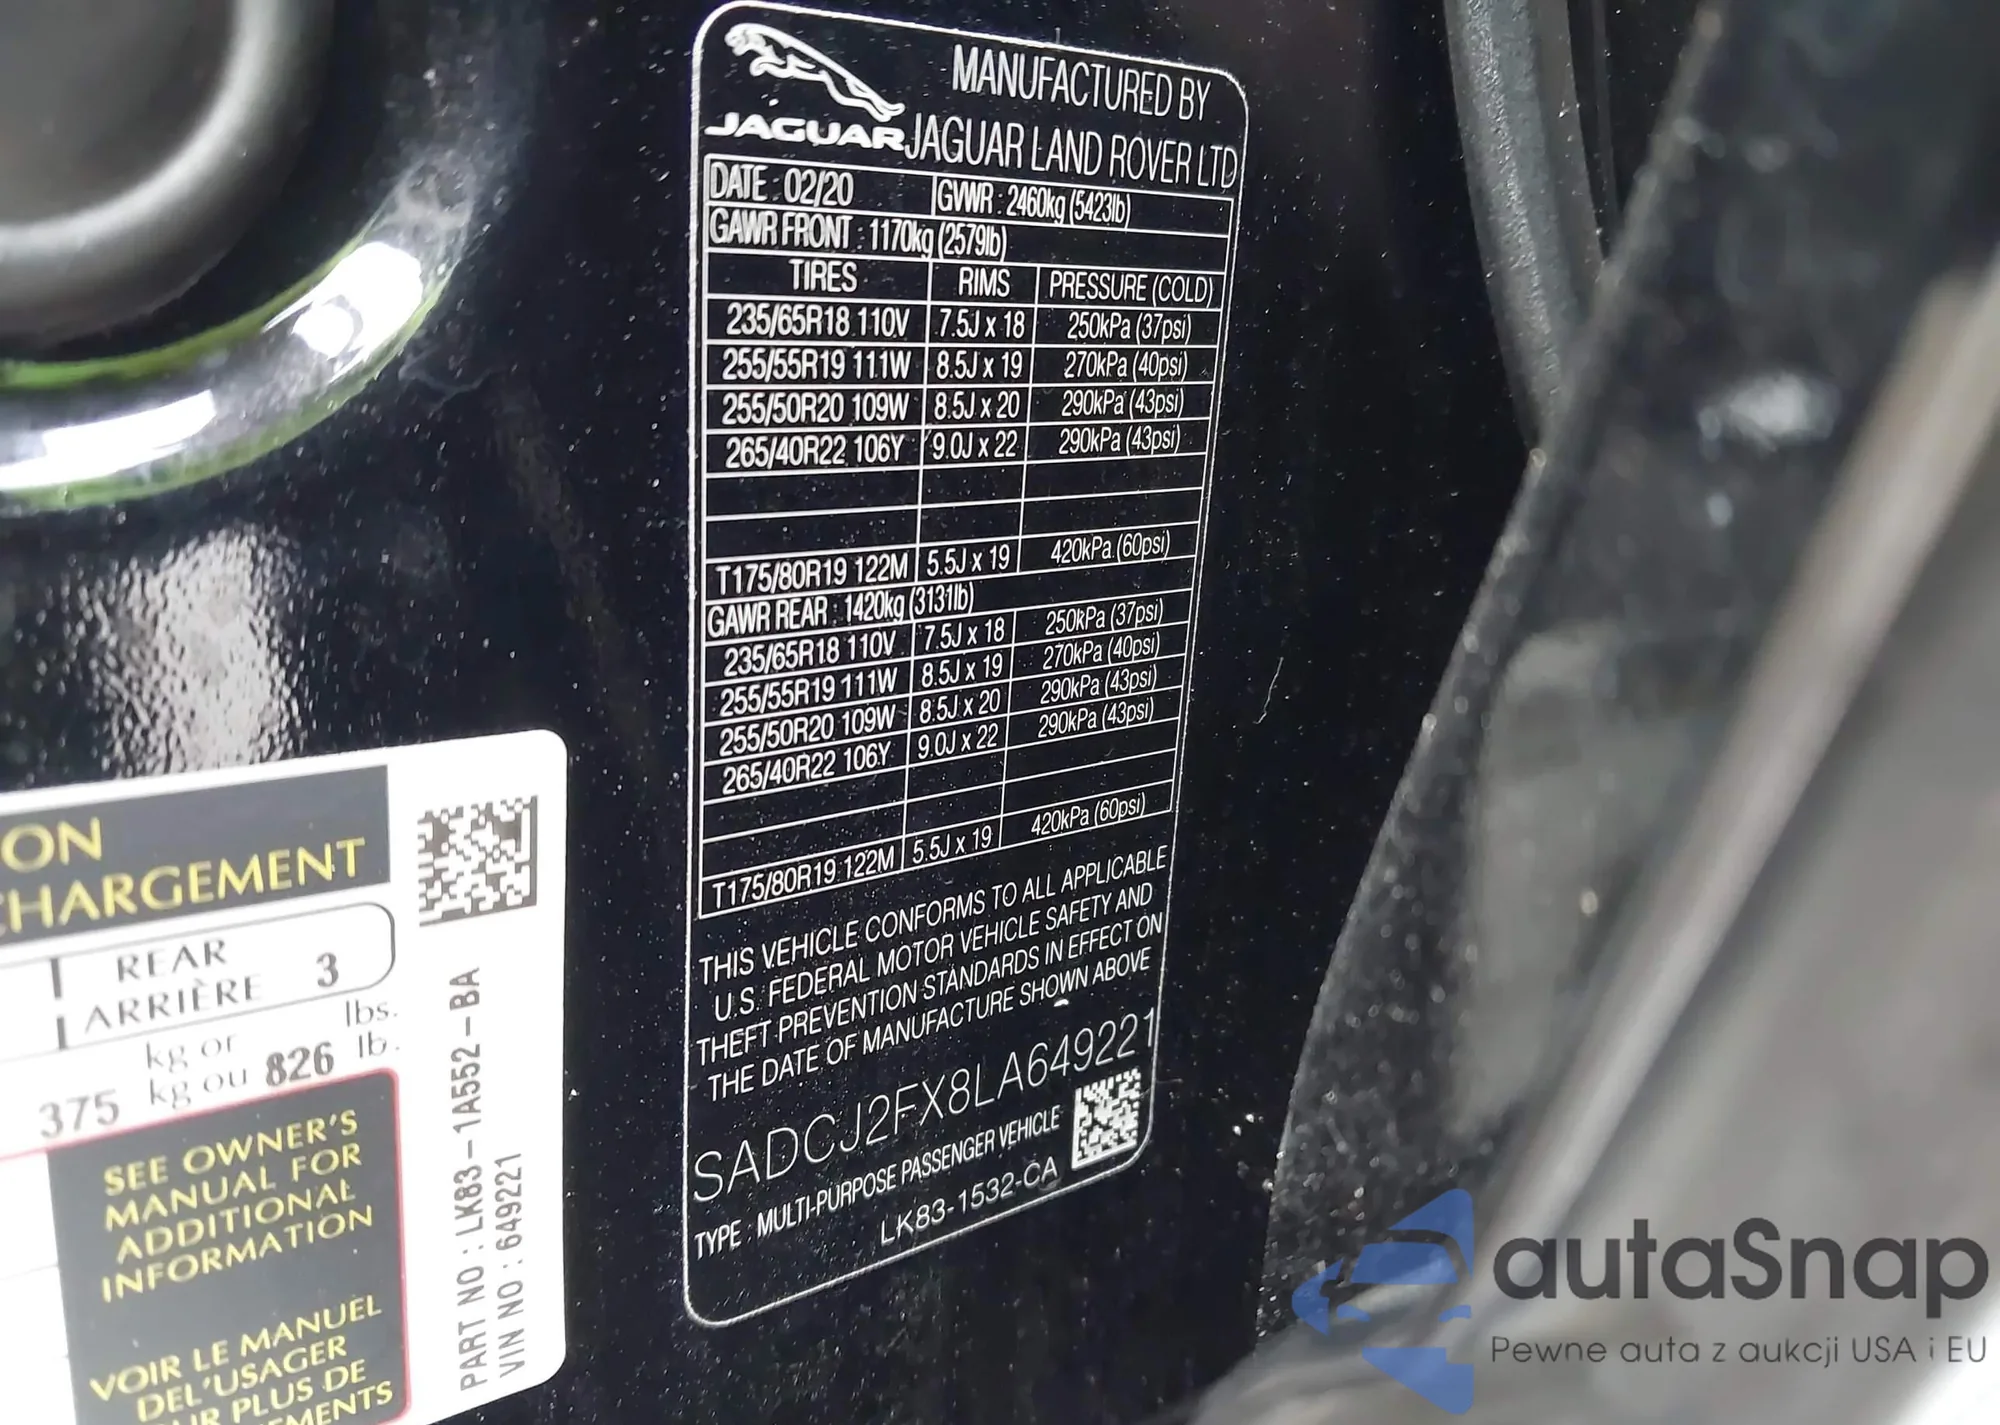 MANUFACTURED BY
JAGUAR JAGUAR LAND ROVER LTD
DATE : 02/20 GVWR : 2460kg (5423lb)
GAWR FRONT : 1170kg (2579lb)
TIRES RIMS PRESSURE (COLD)
235/65R18 110V 7.5J x 18 250kPa (37psi)
255/55R19 111W 8.5J x 19 270kPa (40psi)
255/50R20 109W 8.5J x 20 290kPa (43psi)
265/40R22 106Y 9.0J x 22 290kPa (43psi)
T175/80R19 122M 5.5J x 19 420kPa (60psi)
GAWR REAR : 1420kg (3131lb)
235/65R18 110V 7.5J x 18 250kPa (37psi)
255/55R19 111W 8.5J x 19 270kPa (40psi)
255/50R20 109W 8.5J x 20 290kPa (43psi)
265/40R22 106Y 9.0J x 22 290kPa (43psi)
T175/80R19 122M 5.5J x 19 420kPa (60psi)
THIS VEHICLE CONFORMS TO ALL APPLICABLE
U.S. FEDERAL MOTOR VEHICLE SAFETY AND
THEFT PREVENTION STANDARDS IN EFFECT ON
THE DATE OF MANUFACTURE SHOWN ABOVE
SADCJ2FX8LA649221
TYPE : MULTI-PURPOSE PASSENGER VEHICLE
LK83-1532-CA
ON
CHARGEMENT
REAR
ARRIÈRE 3
kg or lbs.
375 kg ou 826 lb.
SEE OWNER'S
MANUAL FOR
ADDITIONAL
INFORMATION
VOIR LE MANUEL
DEL'USAGER
UR PLUS DE
EMENTS
PART NO : LK83-1A552-BA
VIN NO : 649221
autaSnap
Pewne auta z aukcji USA i EU